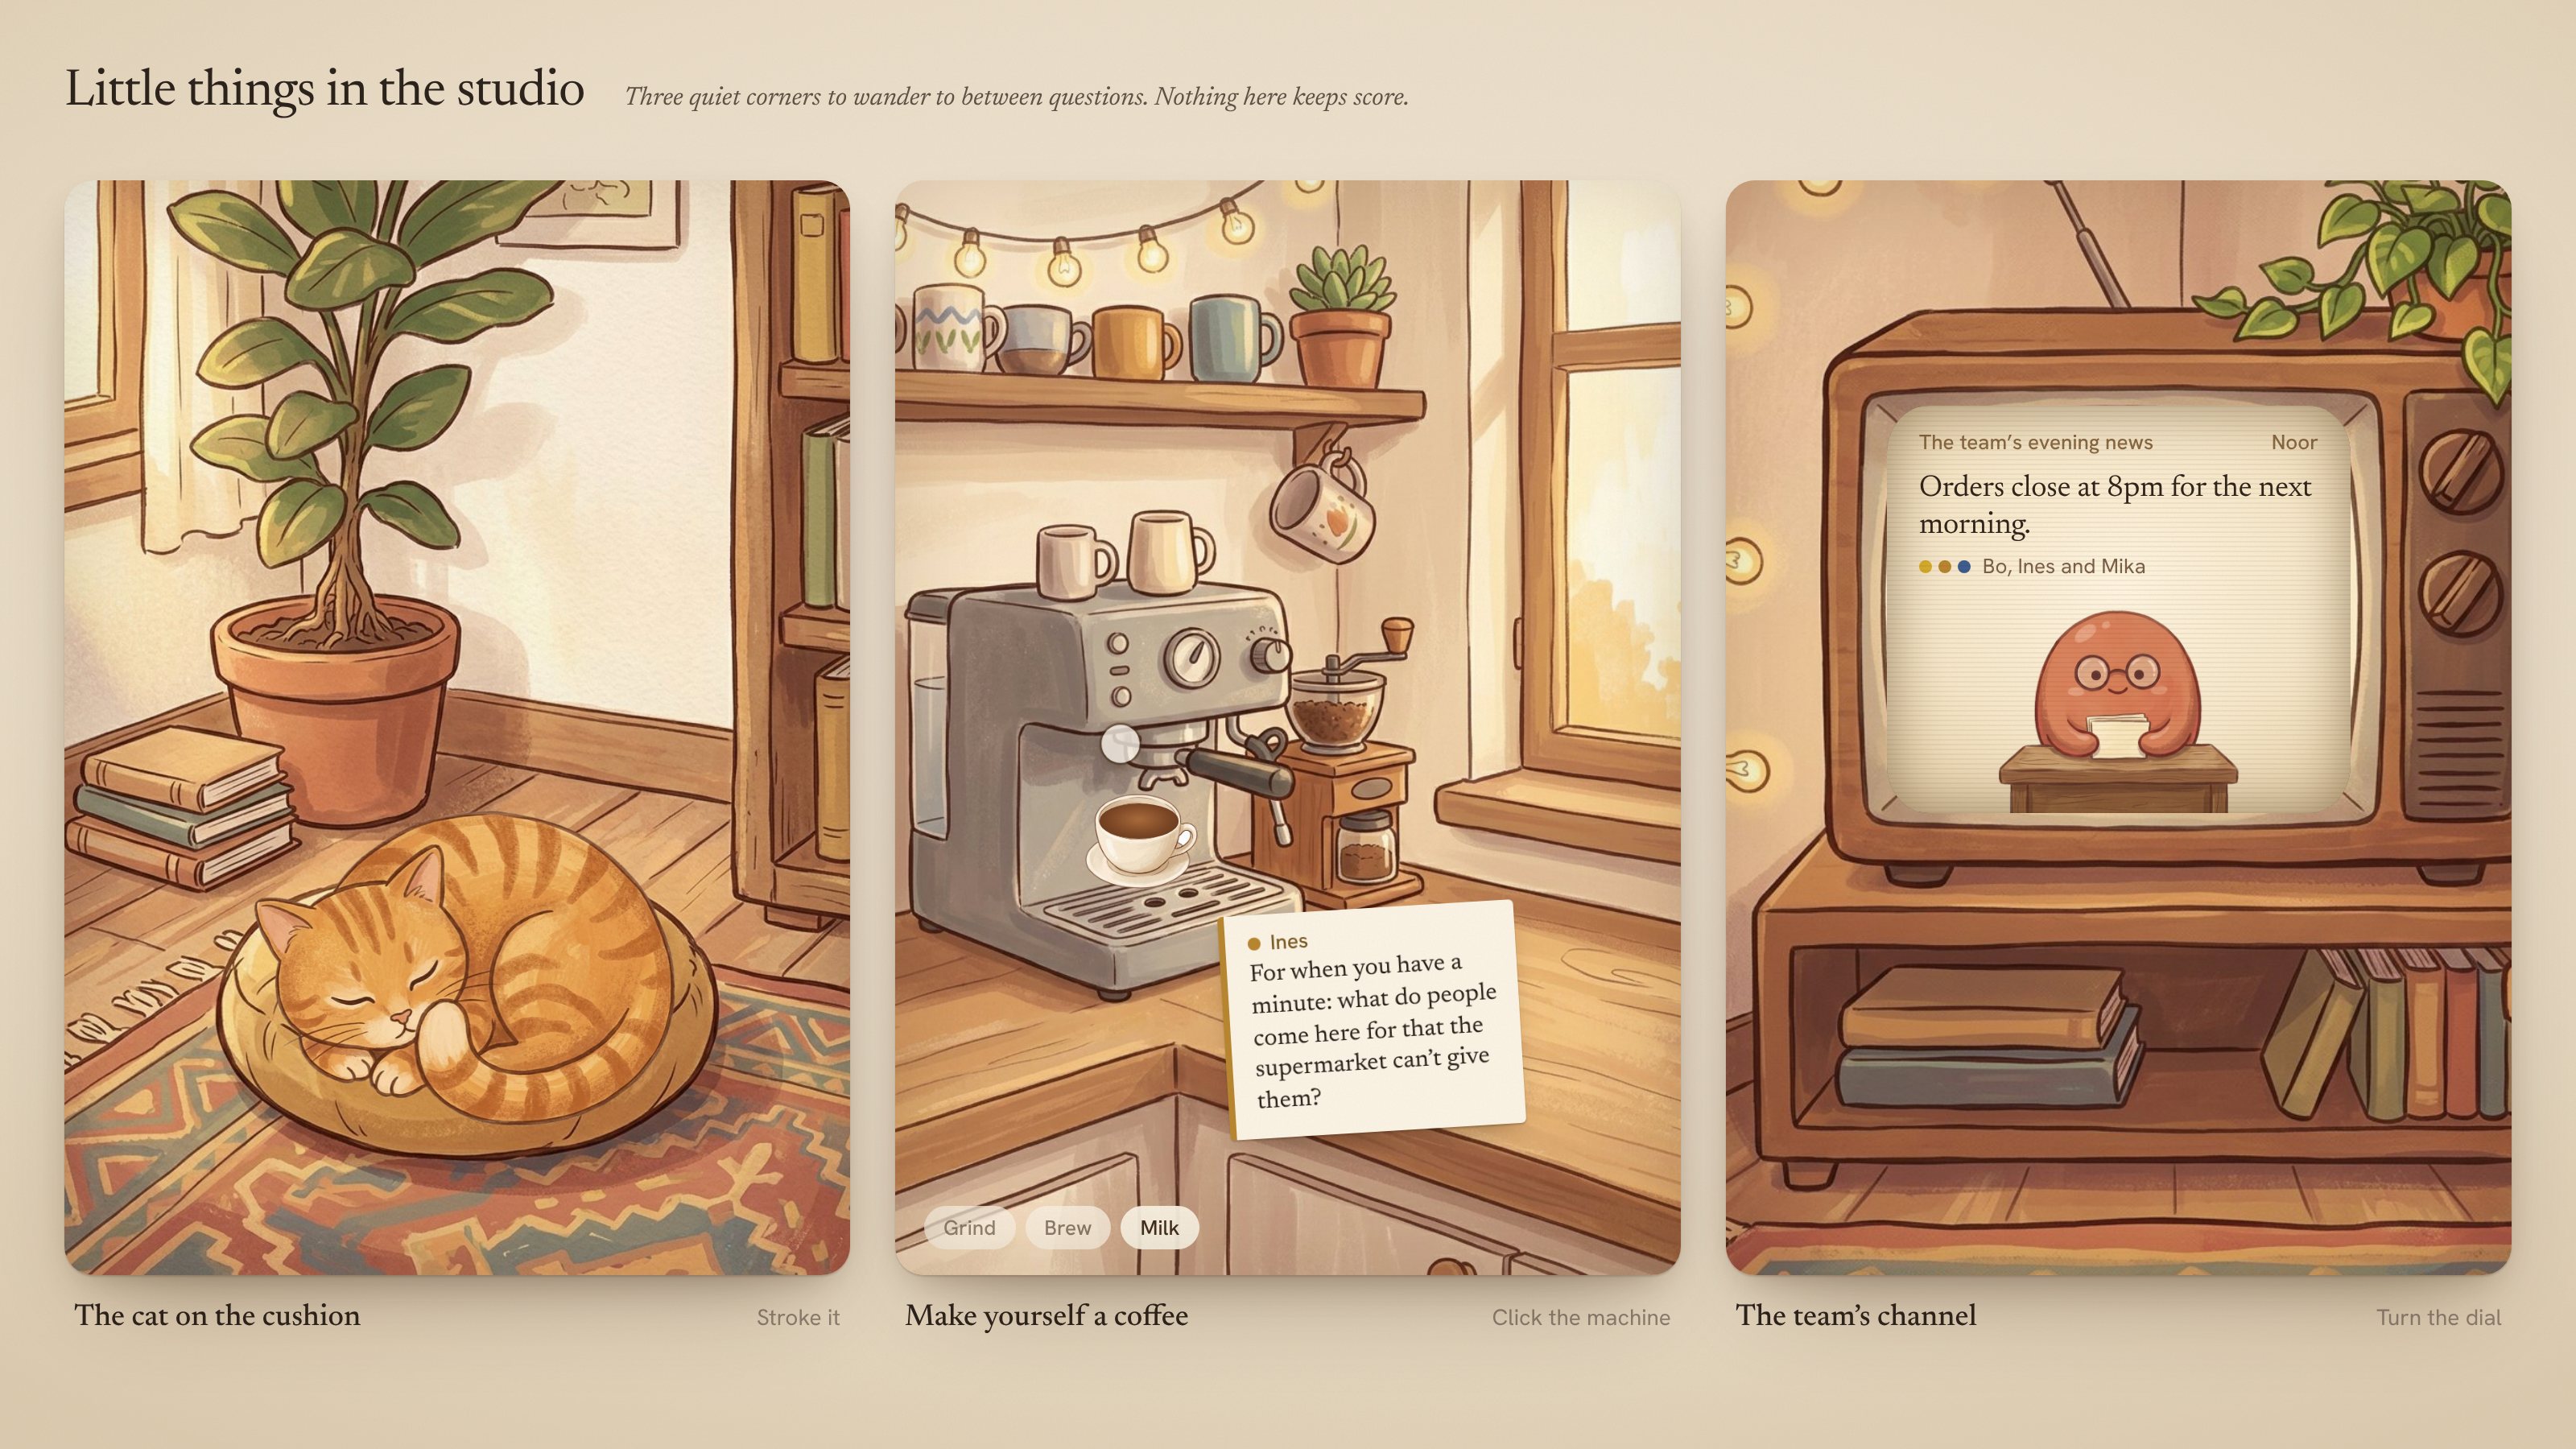 Little things in the studio
Three quiet corners to wander to between questions. Nothing here keeps score.
The team’s evening news
Noor
Orders close at 8pm for the next
morning.
Bo, Ines and Mika
Ines
For when you have a
minute: what do people
come here for that the
supermarket can’t give
them?
Grind
Brew
Milk
The cat on the cushion
Stroke it
Make yourself a coffee
Click the machine
The team’s channel
Turn the dial